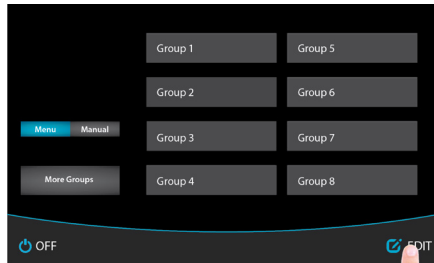 Group 1
Group 5
Group 2
Group 6
Menu
Manual
Group 3
Group 7
More Groups
Group 4
Group 8
OFF
EDIT